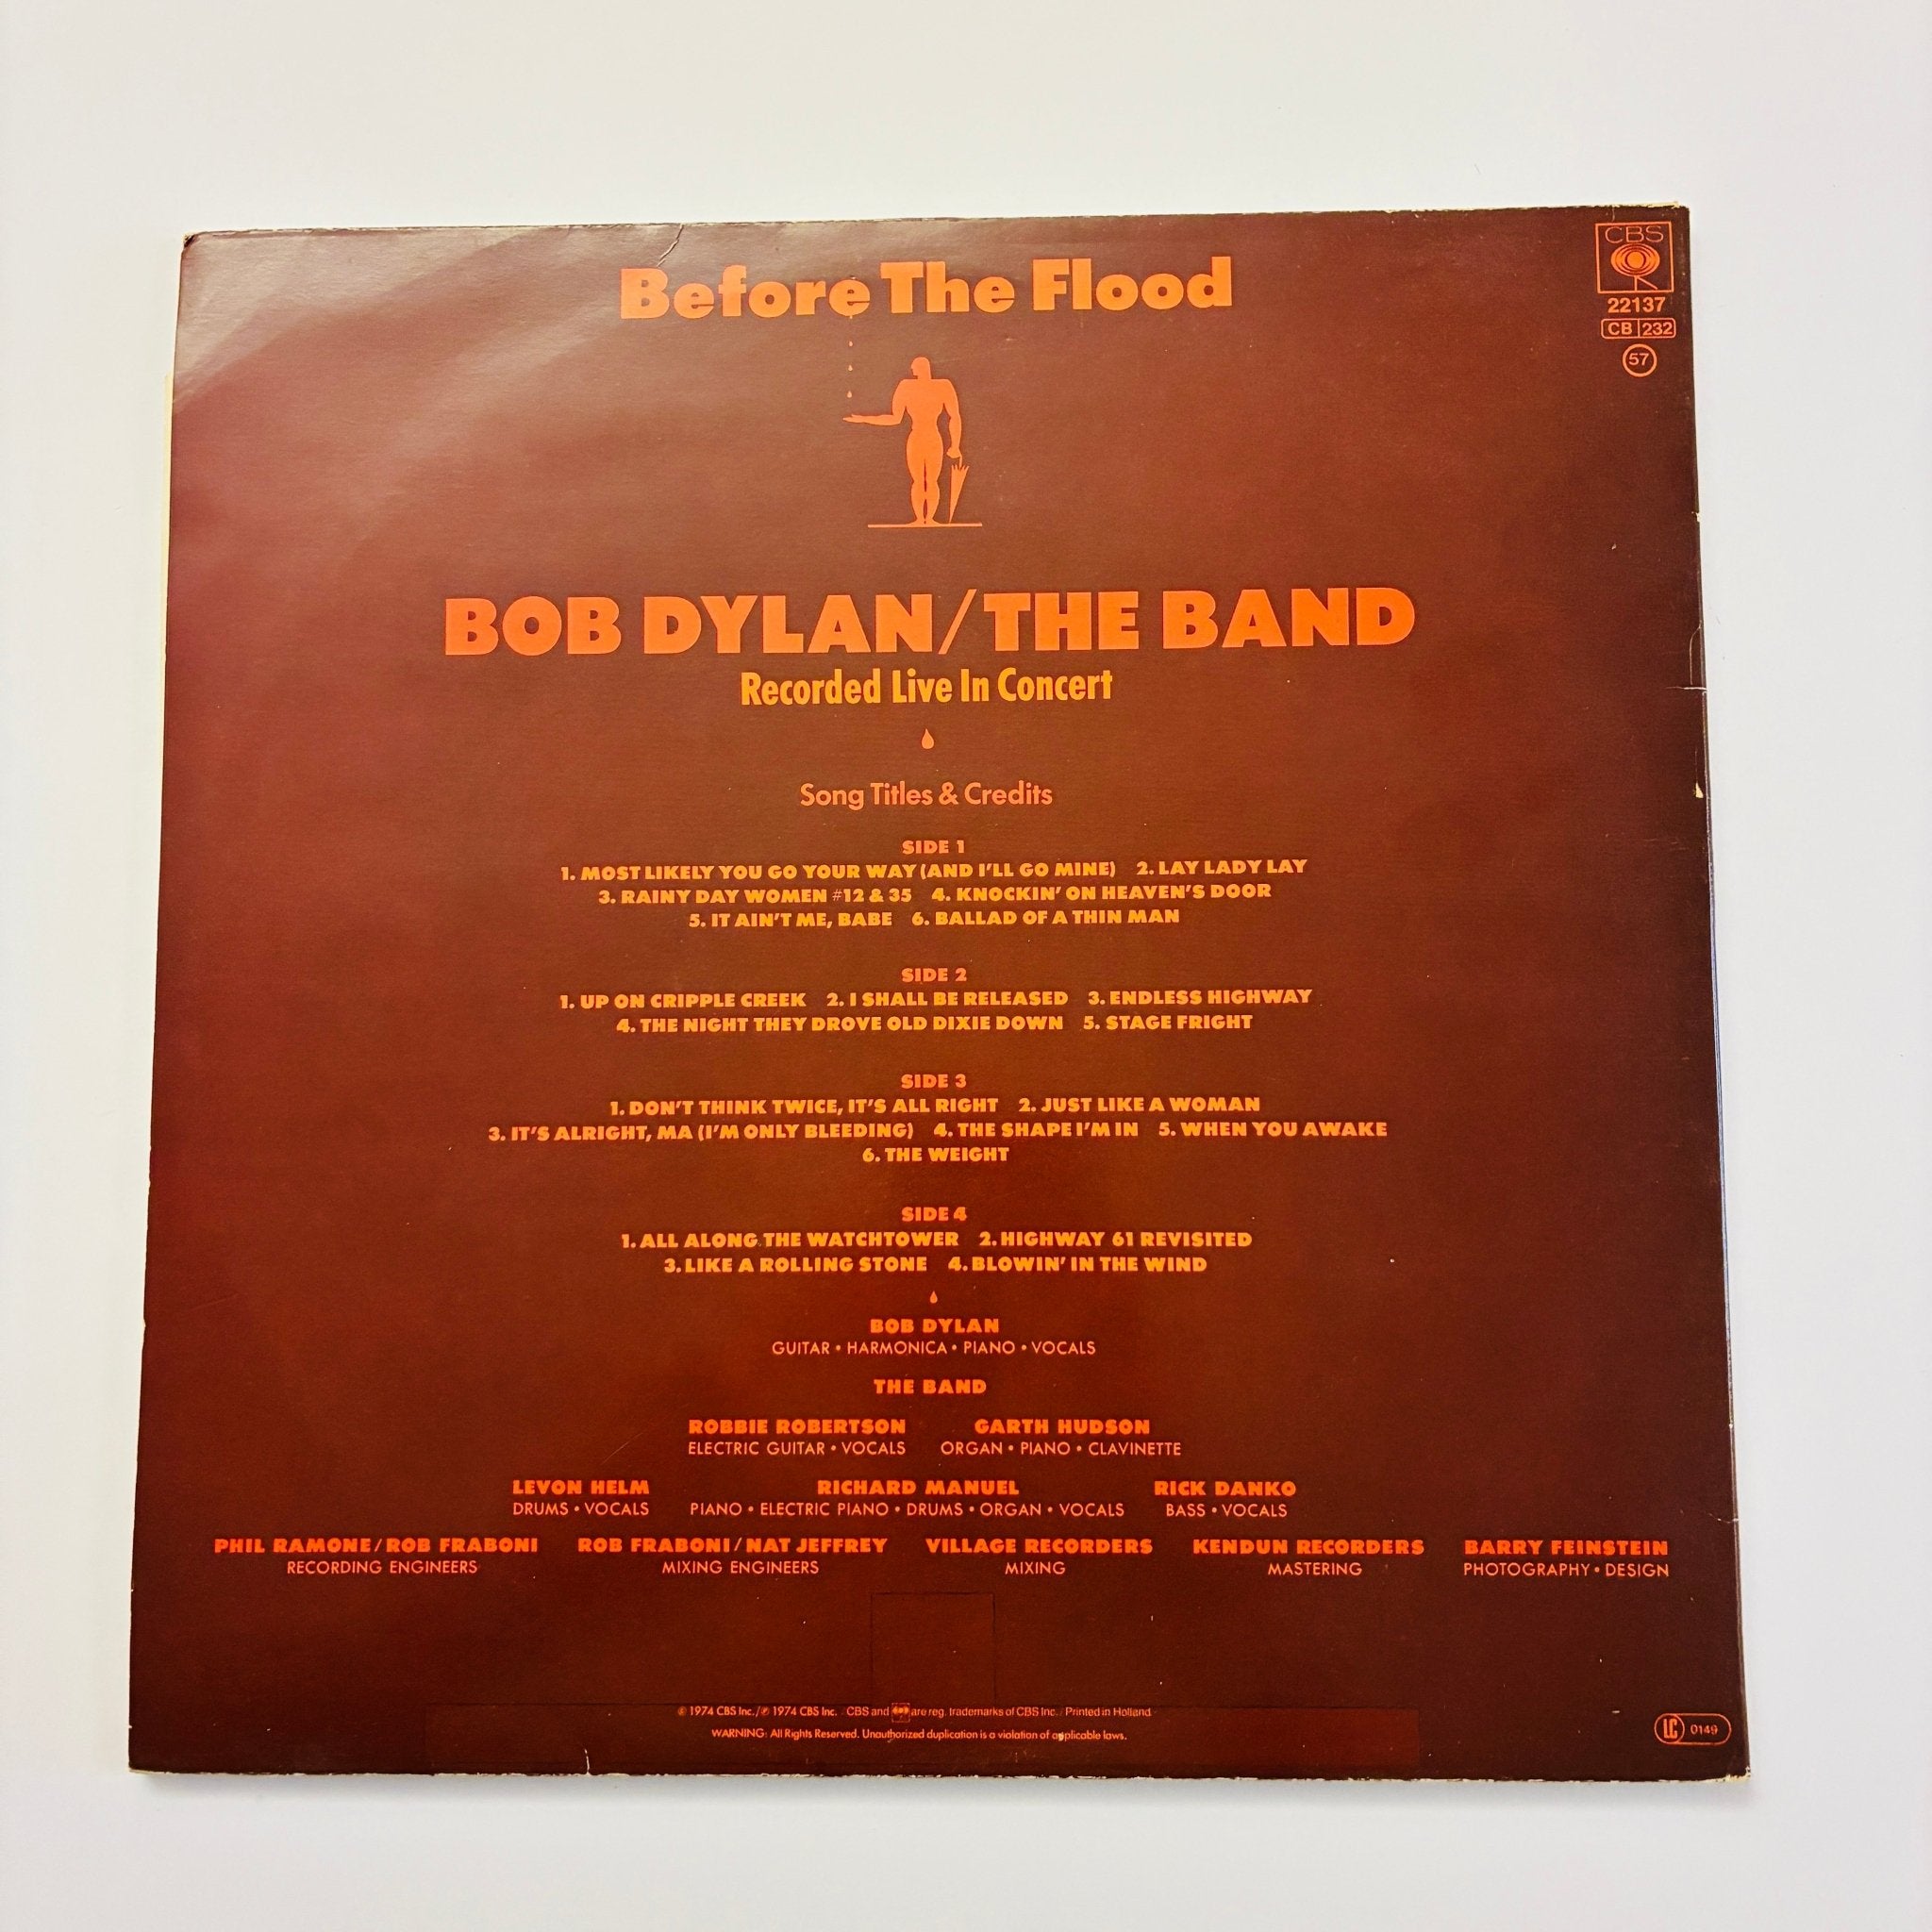 Before The Flood
CBS
22137
CB 232
57
BOB DYLAN/THE BAND
Recorded Live In Concert
Song Titles & Credits
SIDE 1
1. MOST LIKELY YOU GO YOUR WAY (AND I'LL GO MINE) 2. LAY LADY LAY
3. RAINY DAY WOMEN #12 & 35 4. KNOCKIN' ON HEAVEN'S DOOR
5. IT AIN'T ME, BABE 6. BALLAD OF A THIN MAN
SIDE 2
1. UP ON CRIPPLE CREEK 2. I SHALL BE RELEASED 3. ENDLESS HIGHWAY
4. THE NIGHT THEY DROVE OLD DIXIE DOWN 5. STAGE FRIGHT
SIDE 3
1. DON'T THINK TWICE, IT'S ALL RIGHT 2. JUST LIKE A WOMAN
3. IT'S ALRIGHT, MA (I'M ONLY BLEEDING) 4. THE SHAPE I'M IN 5. WHEN YOU AWAKE
6. THE WEIGHT
SIDE 4
1. ALL ALONG THE WATCHTOWER 2. HIGHWAY 61 REVISITED
3. LIKE A ROLLING STONE 4. BLOWIN' IN THE WIND
BOB DYLAN
GUITAR • HARMONICA • PIANO • VOCALS
THE BAND
ROBBIE ROBERTSON GARTH HUDSON
ELECTRIC GUITAR • VOCALS ORGAN • PIANO • CLAVINETTE
LEVON HELM RICHARD MANUEL RICK DANKO
DRUMS • VOCALS PIANO • ELECTRIC PIANO • DRUMS • ORGAN • VOCALS BASS • VOCALS
PHIL RAMONE/ROB FRABONI ROB FRABONI/NAT JEFFREY VILLAGE RECORDERS KENDUN RECORDERS BARRY FEINSTEIN
RECORDING ENGINEERS MIXING ENGINEERS MIXING MASTERING PHOTOGRAPHY • DESIGN
© 1974 CBS Inc./℗ 1974 CBS Inc. CBS and are reg. trademarks of CBS Inc. Printed in Holland
WARNING: All Rights Reserved. Unauthorized duplication is a violation of applicable laws.
LC 0149